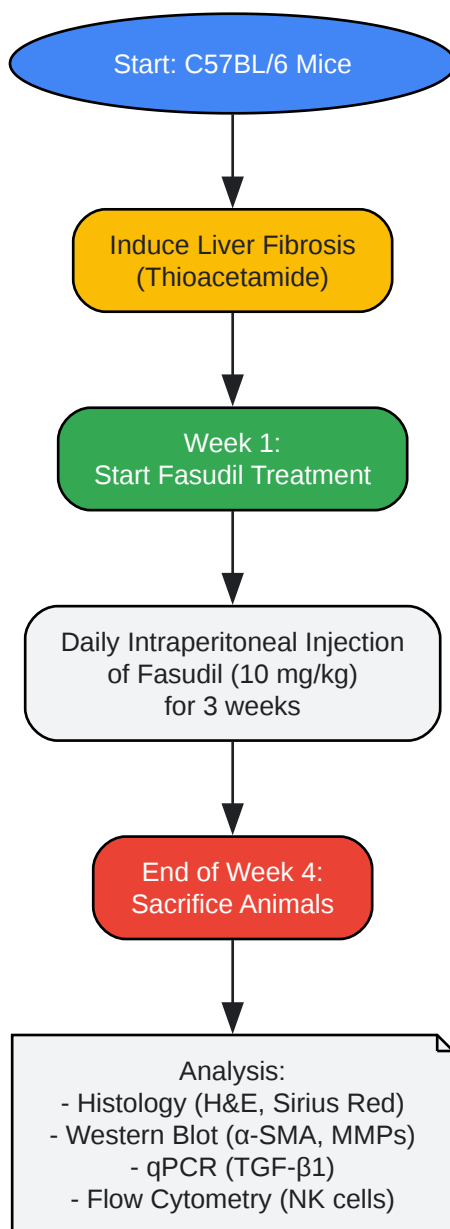 Start: C57BL/6 Mice
Induce Liver Fibrosis
(Thioacetamide)
Week 1:
Start Fasudil Treatment
Daily Intraperitoneal Injection
of Fasudil (10 mg/kg)
for 3 weeks
End of Week 4:
Sacrifice Animals
Analysis:
- Histology (H&E, Sirius Red)
- Western Blot (α-SMA, MMPs)
- qPCR (TGF-β1)
- Flow Cytometry (NK cells)